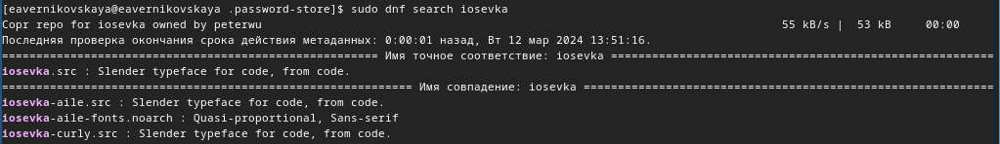 [eavernikovskaya@eavernikovskaya .password-store]$ sudo dnf search iosevka
Copr repo for iosevka owned by peterwu 55 kB/s | 53 kB 00:00
Последняя проверка окончания срока действия метаданных: 0:00:01 назад, Вт 12 мар 2024 13:51:16.
======================================================= Имя точное соответствие: iosevka ========================================================
iosevka.src : Slender typeface for code, from code.
============================================================ Имя совпадение: iosevka ============================================================
iosevka-aile.src : Slender typeface for code, from code.
iosevka-aile-fonts.noarch : Quasi-proportional, Sans-serif
iosevka-curly.src : Slender typeface for code, from code.